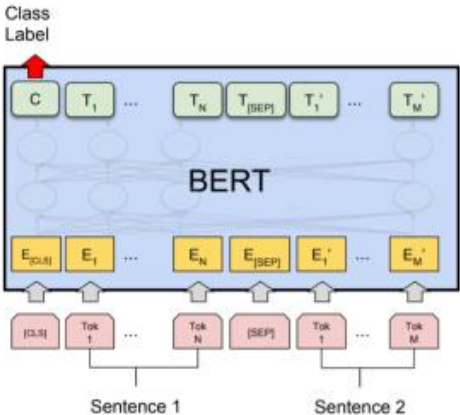 Class
Label
C T1 ... TN T[SEP] T1' ... TM'
BERT
E[CLS] E1 ... EN E[SEP] E1' ... EM'
[CLS] Tok 1 ... Tok N [SEP] Tok 1 ... Tok M
Sentence 1 Sentence 2